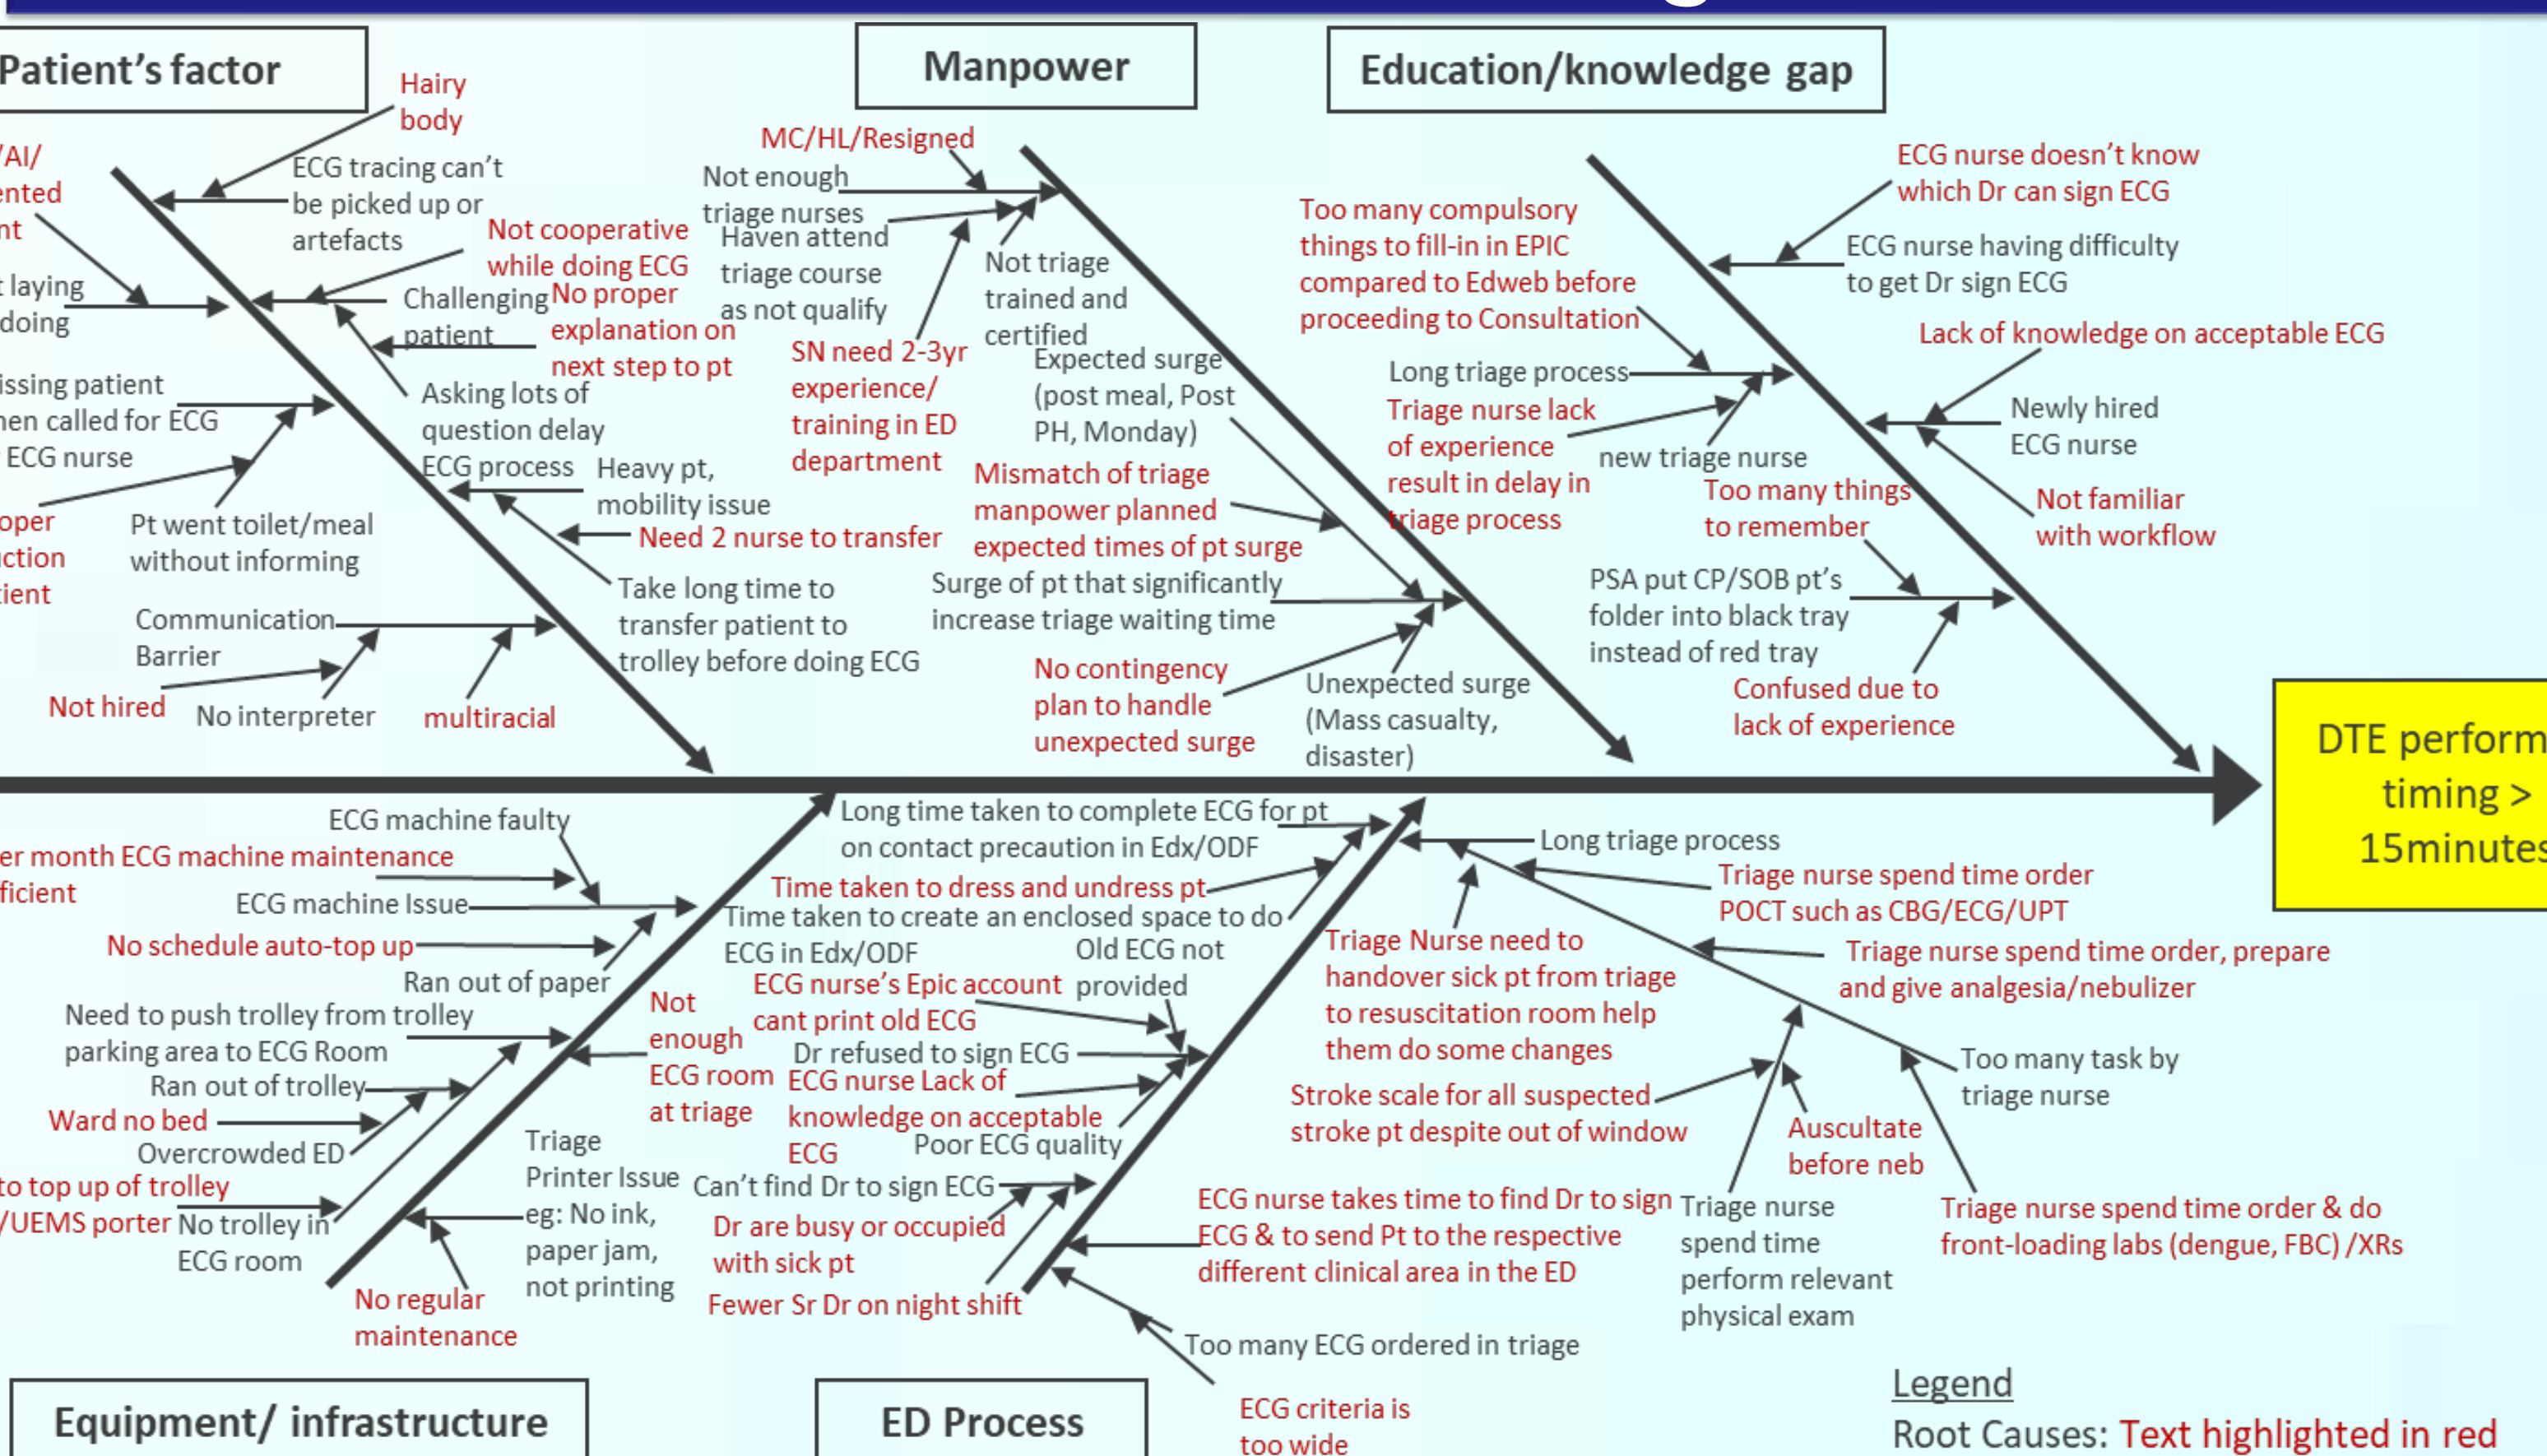 Patient's factor
Manpower
Education/knowledge gap
Hairy
body
/AI/
ECG tracing can't
be picked up or
artefacts
Not cooperative
while doing ECG
Challenging
patient
No proper
explanation on
next step to pt
laying
doing
Asking lots of
question delay
ECG process
patient
called for ECG
ECG nurse
Pt went toilet/meal
without informing
Heavy pt,
mobility issue
Need 2 nurse to transfer
Take long time to
transfer patient to
trolley before doing ECG
Communication
Barrier
Not hired
No interpreter
multiracial
MC/HL/Resigned
Not enough
triage nurses
Haven attend
triage course
as not qualify
Not triage
trained and
certified
SN need 2-3yr
experience/
training in ED
department
Expected surge
(post meal, Post
PH, Monday)
Mismatch of triage
manpower planned
expected times of pt surge
Surge of pt that significantly
increase triage waiting time
No contingency
plan to handle
unexpected surge
Unexpected surge
(Mass casualty,
disaster)
Too many compulsory
things to fill-in in EPIC
compared to Edweb before
proceeding to Consultation
Long triage process
Triage nurse lack
of experience
result in delay in
triage process
new triage nurse
ECG nurse doesn't know
which Dr can sign ECG
ECG nurse having difficulty
to get Dr sign ECG
Lack of knowledge on acceptable ECG
Newly hired
ECG nurse
Not familiar
with workflow
Too many things
to remember
PSA put CP/SOB pt's
folder into black tray
instead of red tray
Confused due to
lack of experience
DTE perform
timing >
15minutes
ECG machine faulty
month ECG machine maintenance
ECG machine Issue
No schedule auto-top up
Ran out of paper
Need to push trolley from trolley
parking area to ECG Room
Ran out of trolley
Ward no bed
Overcrowded ED
to top up of trolley
/UEMS porter
No trolley in
ECG room
Not
enough
ECG room
at triage
Triage
Printer Issue
eg: No ink,
paper jam,
not printing
No regular
maintenance
Long time taken to complete ECG for pt
on contact precaution in Edx/ODF
Time taken to dress and undress pt
Time taken to create an enclosed space to do
ECG in Edx/ODF
Old ECG not
provided
ECG nurse's Epic account
cant print old ECG
Dr refused to sign ECG
ECG nurse Lack of
knowledge on acceptable
ECG
Poor ECG quality
Can't find Dr to sign ECG
Dr are busy or occupied
with sick pt
Fewer Sr Dr on night shift
Long triage process
Triage nurse spend time order
POCT such as CBG/ECG/UPT
Triage Nurse need to
handover sick pt from triage
to resuscitation room help
them do some changes
Triage nurse spend time order, prepare
and give analgesia/nebulizer
Stroke scale for all suspected
stroke pt despite out of window
Auscultate
before neb
Too many task by
triage nurse
Triage nurse
spend time
perform relevant
physical exam
Triage nurse spend time order & do
front-loading labs (dengue, FBC) /XRs
ECG nurse takes time to find Dr to sign
ECG & to send Pt to the respective
different clinical area in the ED
Too many ECG ordered in triage
ECG criteria is
too wide
Equipment/ infrastructure
ED Process
Legend
Root Causes: Text highlighted in red